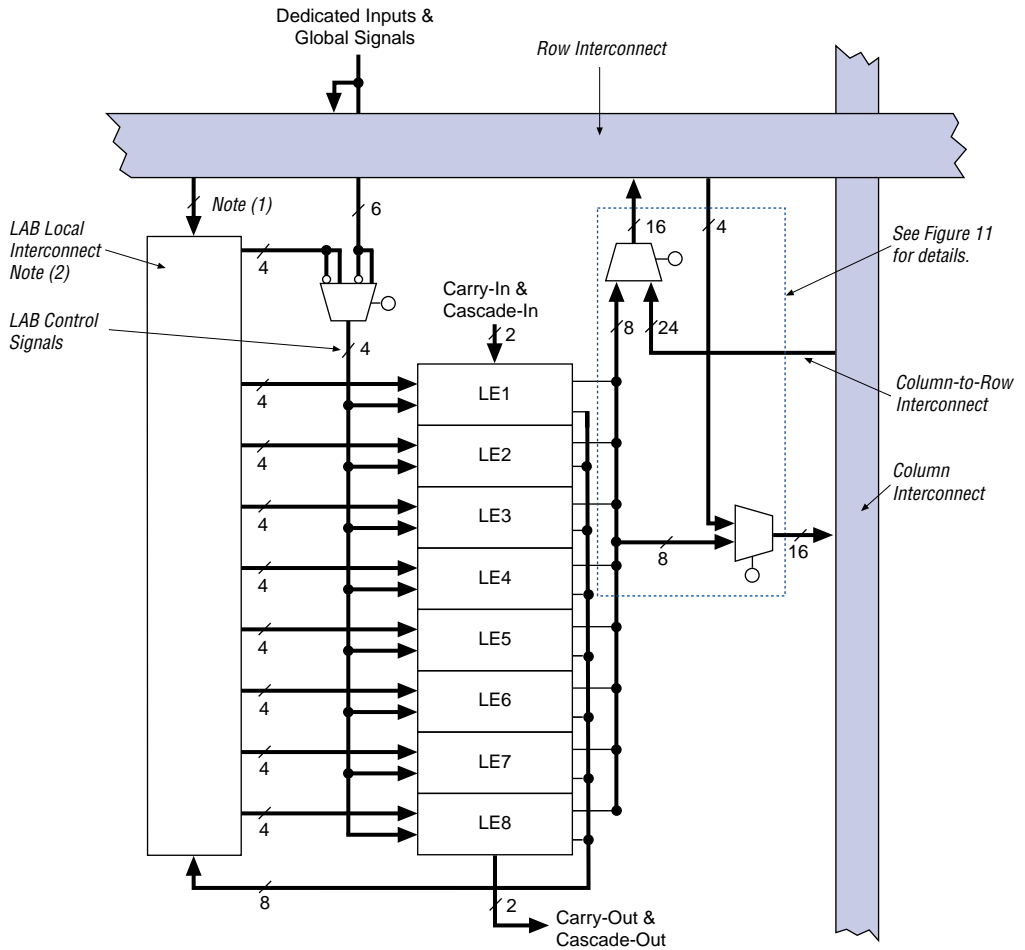 Dedicated Inputs &
Global Signals
Row Interconnect
6
Note (1)
16
4
LAB Local
Interconnect
Note (2)
See Figure 11
for details.
4
Carry-In &
Cascade-In
LAB Control
Signals
4
2
8
24
LE1
4
Column-to-Row
Interconnect
LE2
4
Column
Interconnect
LE3
4
8
16
LE4
4
LE5
4
LE6
4
LE7
4
LE8
4
8
2
Carry-Out &
Cascade-Out